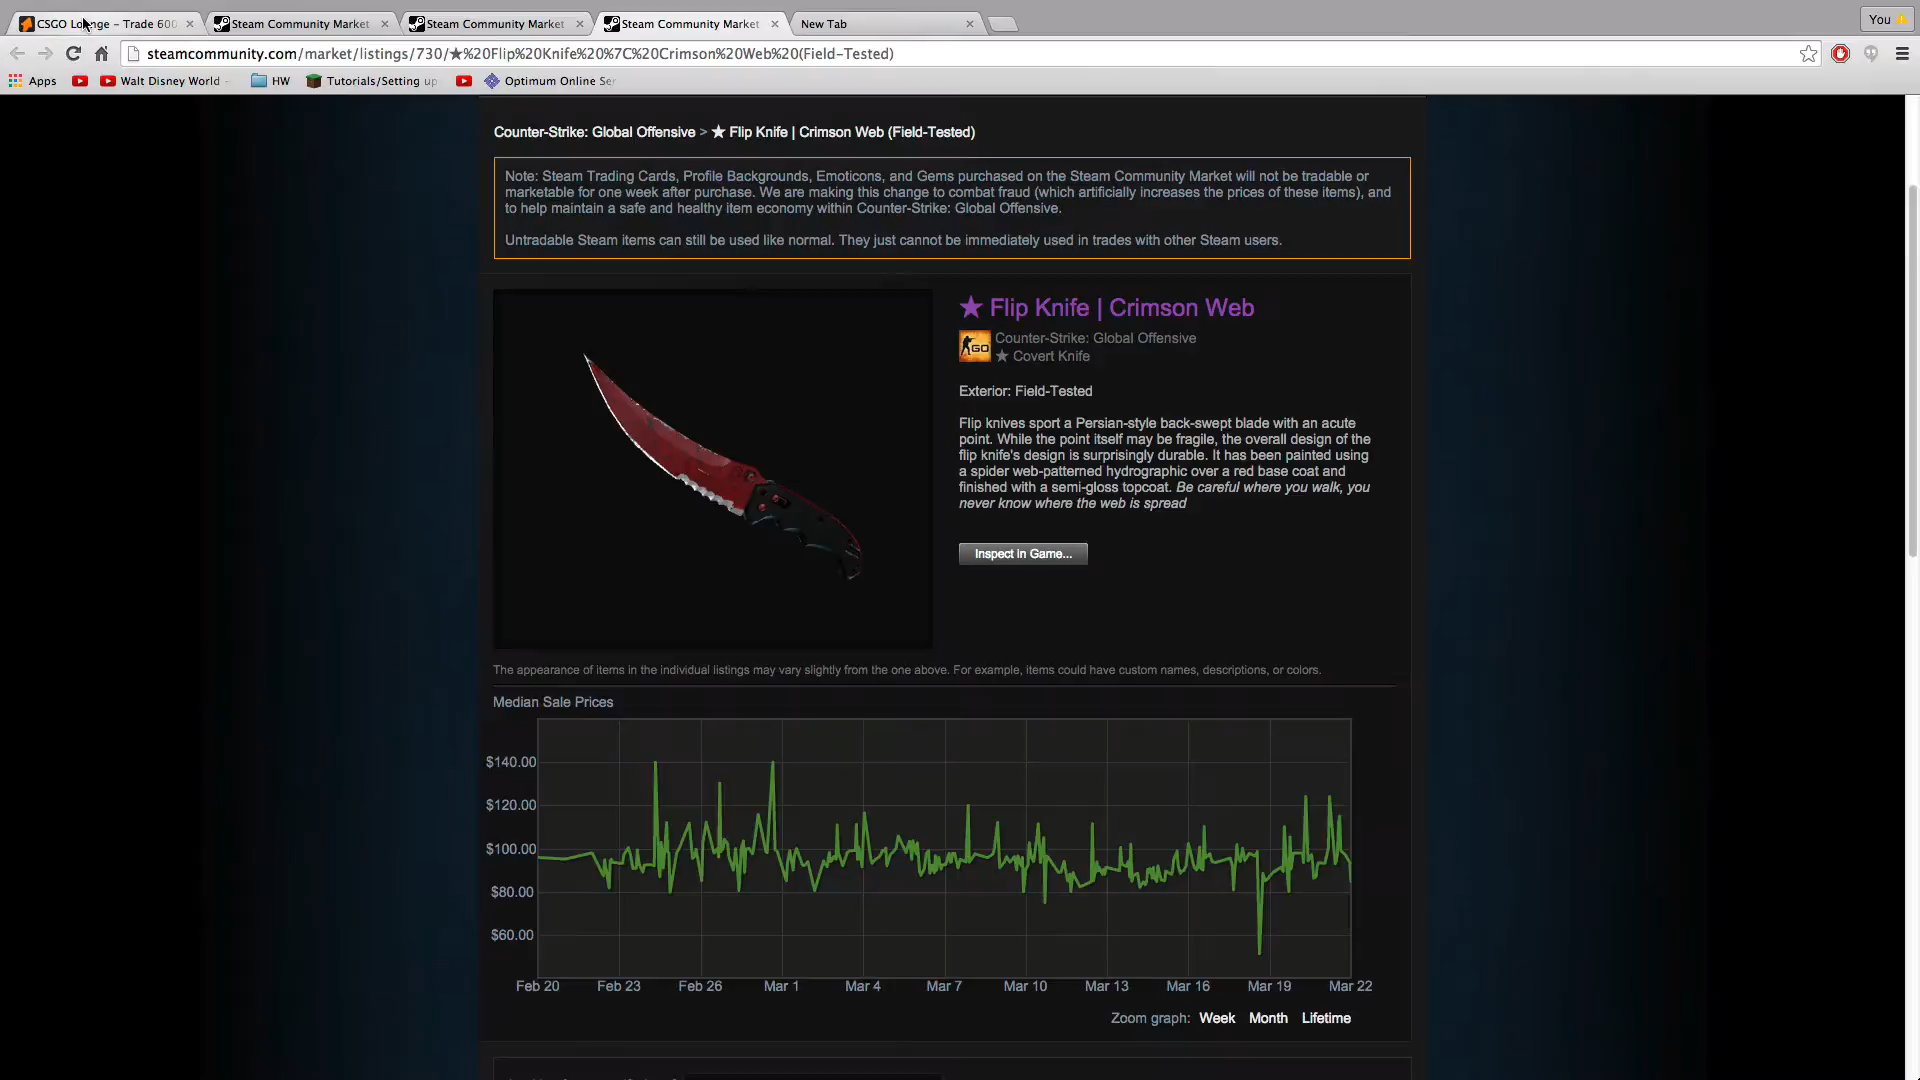 CSGO Lounge - Trade 600
Steam Community Market
Steam Community Market
Steam Community Market
New Tab
You
steamcommunity.com/market/listings/730/★%20Flip%20Knife%20%7C%20Crimson%20Web%20(Field-Tested)
Apps
Walt Disney World
HW
Tutorials/Setting up
Optimum Online Ser
Counter-Strike: Global Offensive > ★ Flip Knife | Crimson Web (Field-Tested)
Note: Steam Trading Cards, Profile Backgrounds, Emoticons, and Gems purchased on the Steam Community Market will not be tradable or
marketable for one week after purchase. We are making this change to combat fraud (which artificially increases the prices of these items), and
to help maintain a safe and healthy item economy within Counter-Strike: Global Offensive.
Untradable Steam items can still be used like normal. They just cannot be immediately used in trades with other Steam users.
★ Flip Knife | Crimson Web
GO
Counter-Strike: Global Offensive
★ Covert Knife
Exterior: Field-Tested
Flip knives sport a Persian-style back-swept blade with an acute
point. While the point itself may be fragile, the overall design of the
flip knife's design is surprisingly durable. It has been painted using
a spider web-patterned hydrographic over a red base coat and
finished with a semi-gloss topcoat. Be careful where you walk, you
never know where the web is spread
Inspect in Game...
The appearance of items in the individual listings may vary slightly from the one above. For example, items could have custom names, descriptions, or colors.
Median Sale Prices
$140.00
$120.00
$100.00
$80.00
$60.00
Feb 20 Feb 23 Feb 26 Mar 1 Mar 4 Mar 7 Mar 10 Mar 13 Mar 16 Mar 19 Mar 22
Zoom graph: Week Month Lifetime